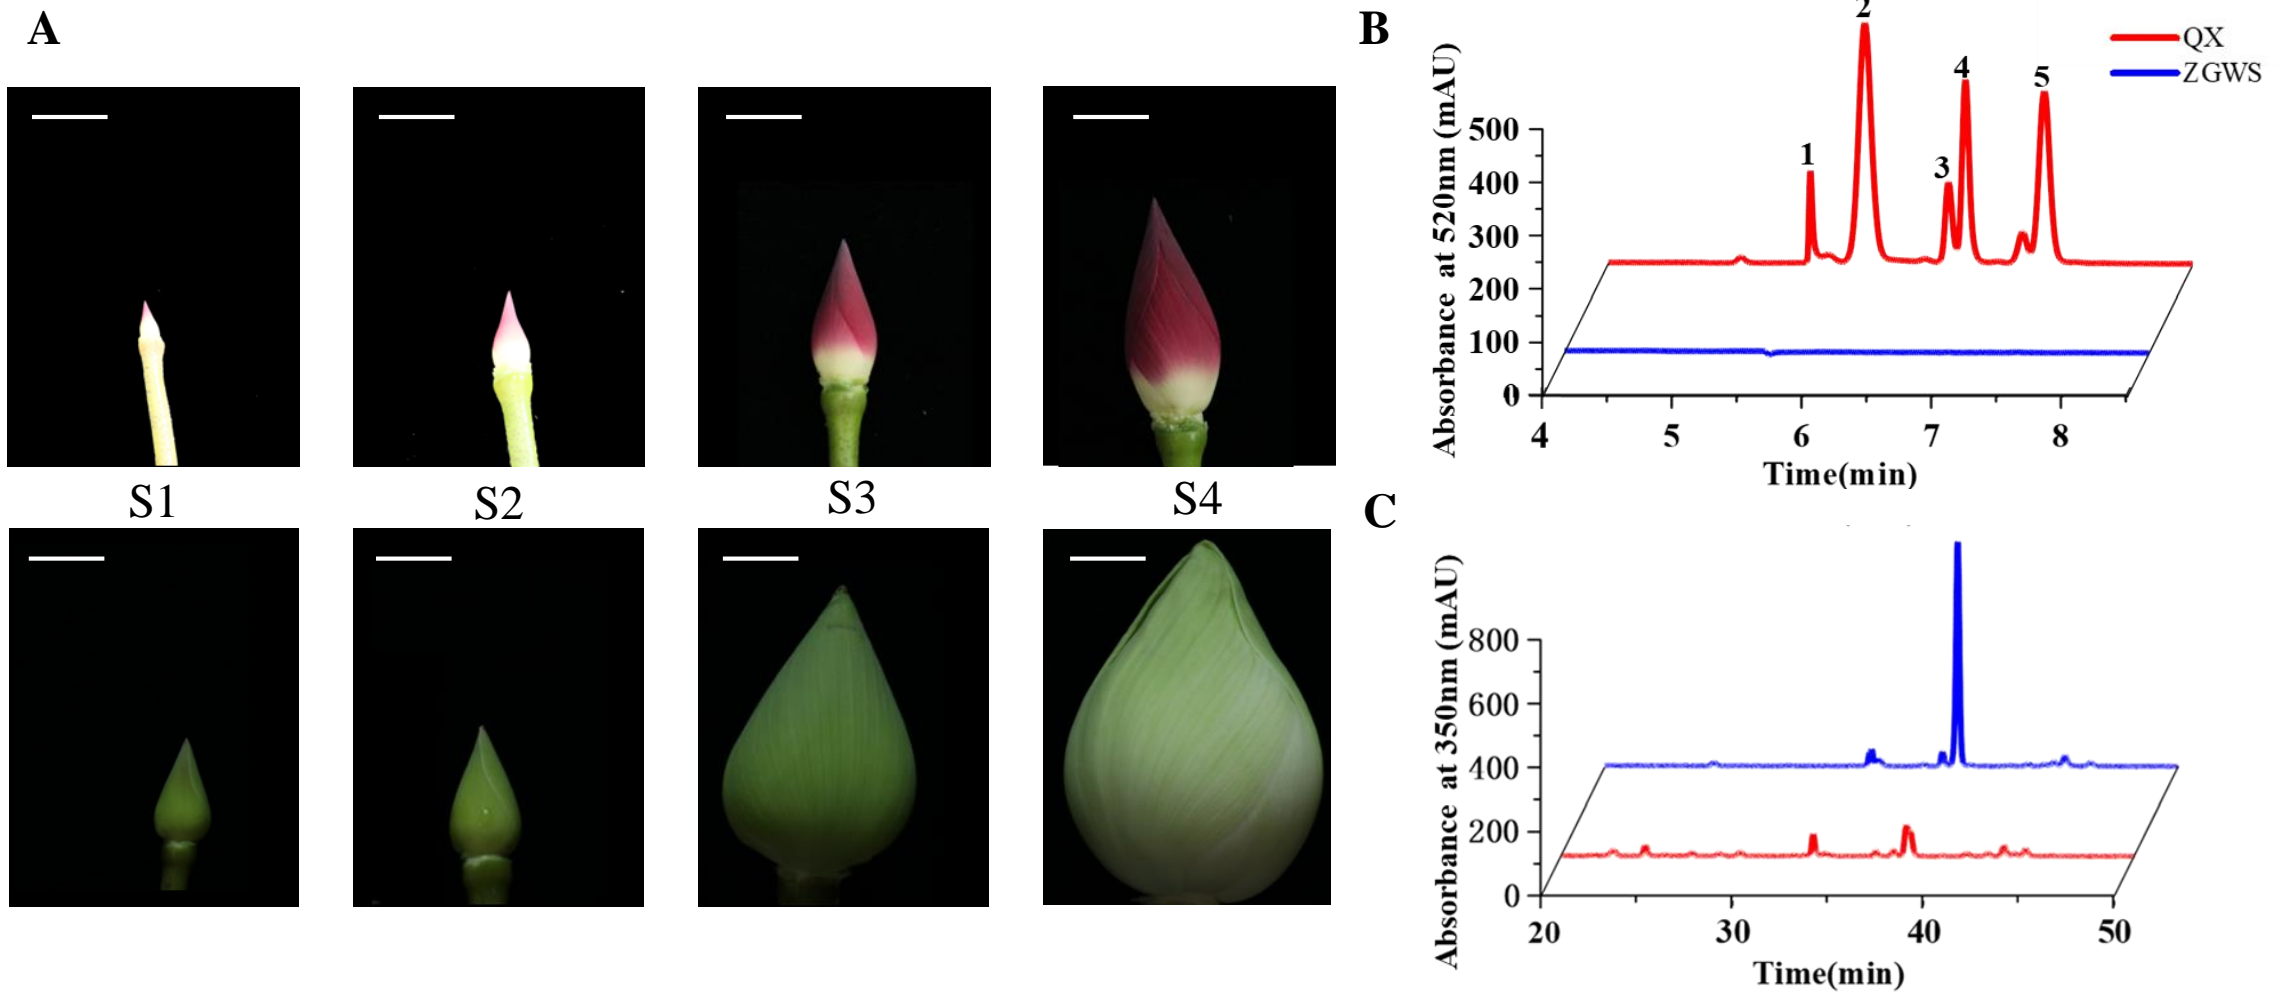 A
S1
S2
S3
S4
B
QX
ZGWS
1
2
3
4
5
Absorbance at 520nm (mAU)
500
400
300
200
100
0
4
5
6
7
8
Time(min)
C
Absorbance at 350nm (mAU)
800
600
400
200
0
20
30
40
50
Time(min)